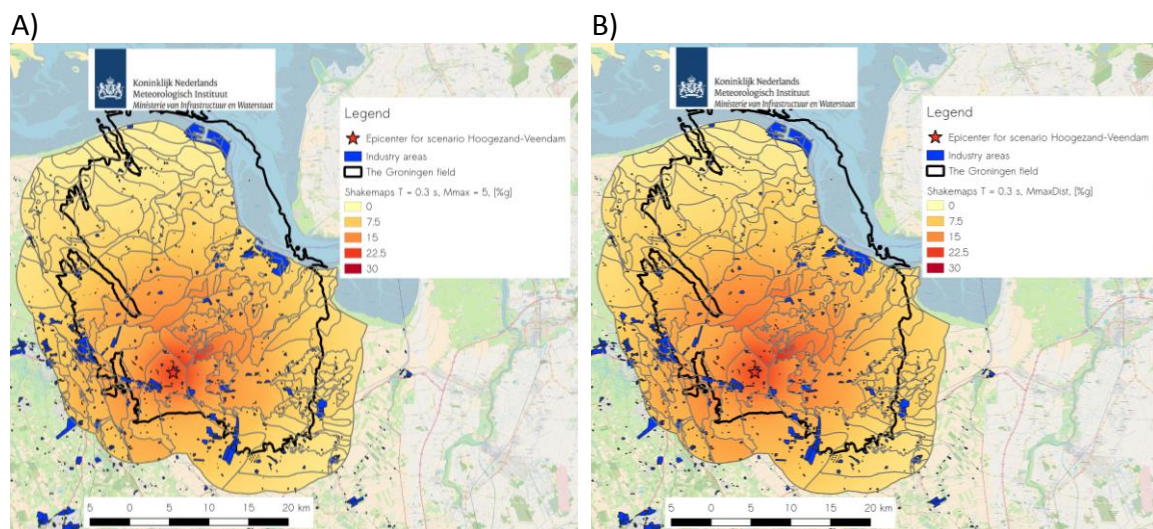 A)
Koninklijk Nederlands
Meteorologisch Instituut
Ministerie van Infrastructuur en Waterstaat
Legend
Epicenter for scenario Hoogezand-Veendam
Industry areas
The Groningen field
Shakemaps T = 0.3 s, Mmax = 5, [%g]
0
7.5
15
22.5
30
5 0 5 10 15 20 km
B)
Koninklijk Nederlands
Meteorologisch Instituut
Ministerie van Infrastructuur en Waterstaat
Legend
Epicenter for scenario Hoogezand-Veendam
Industry areas
The Groningen field
Shakemaps T = 0.3 s, MmaxDist, [%g]
0
7.5
15
22.5
30
5 0 5 10 15 20 km